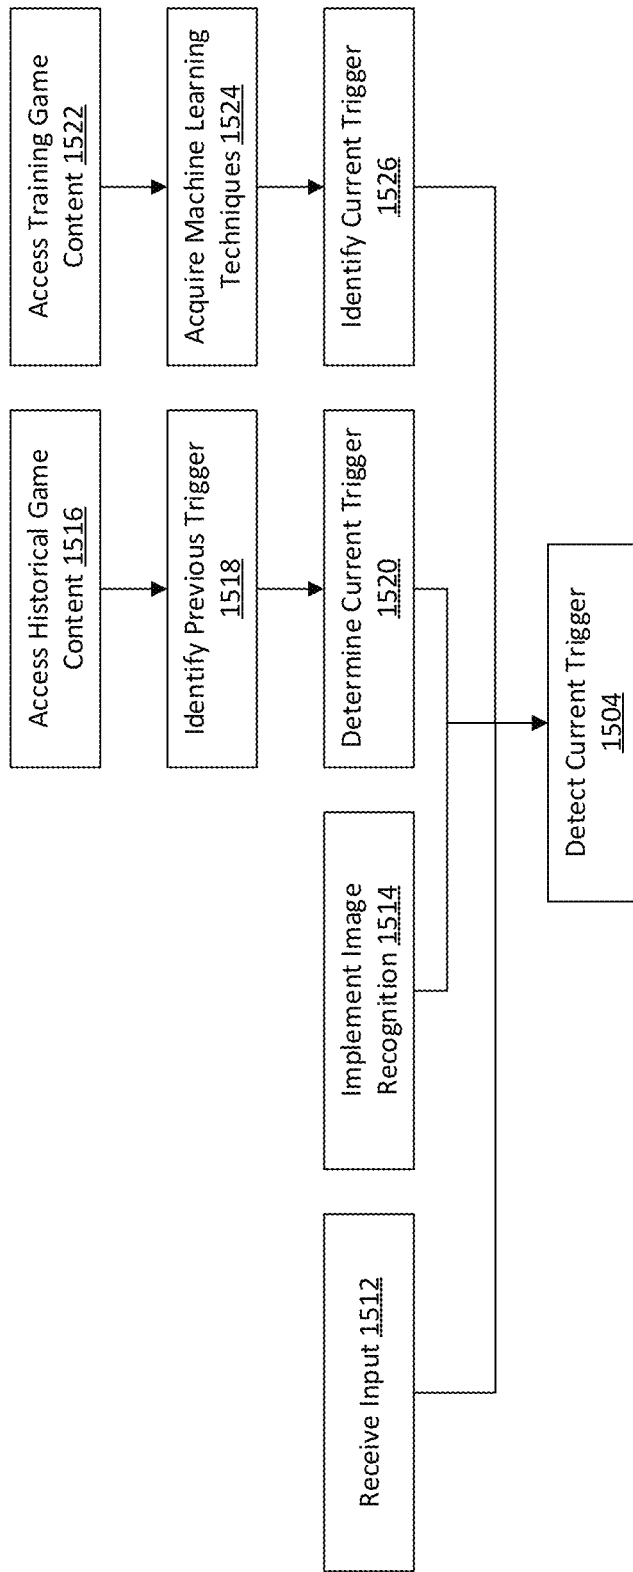 Access Historical Game
Content 1516
Access Training Game
Content 1522
Identify Previous Trigger
1518
Acquire Machine Learning
Techniques 1524
Receive Input 1512
Implement Image
Recognition 1514
Determine Current Trigger
1520
Identify Current Trigger
1526
Detect Current Trigger
1504